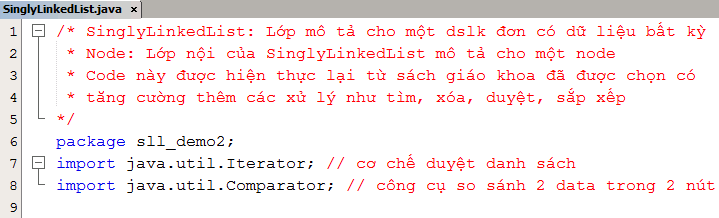 SinglyLinkedList.java x
1 /* SinglyLinkedList: Lớp mô tả cho một dslk đơn có dữ liệu bất kỳ
2 * Node: Lớp nội của SinglyLinkedList mô tả cho một node
3 * Code này được hiện thực lại từ sách giáo khoa đã được chọn có
4 * tăng cường thêm các xử lý như tìm, xóa, duyệt, sắp xếp
5 */
6 package sll_demo2;
7 import java.util.Iterator; // cơ chế duyệt danh sách
8 import java.util.Comparator; // công cụ so sánh 2 data trong 2 nút
9